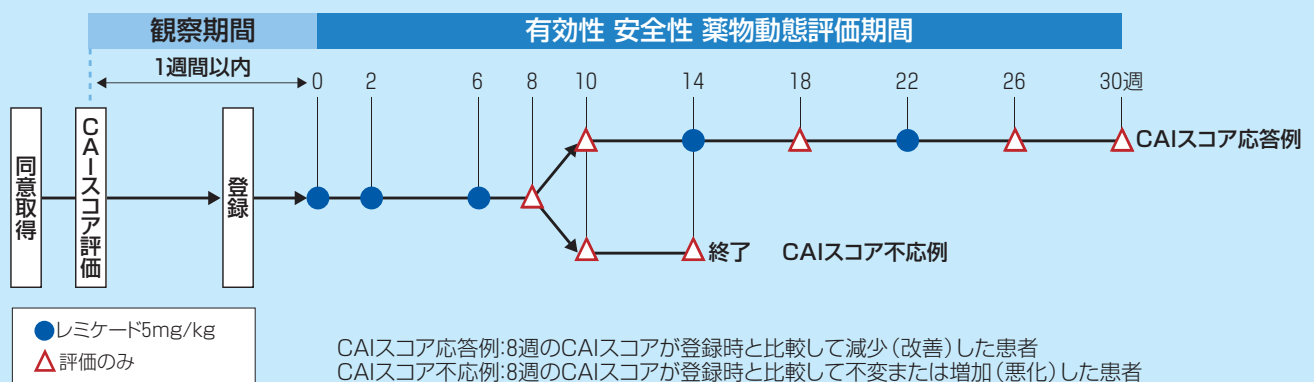 観察期間
有効性 安全性 薬物動態評価期間
1週間以内
0 2 6 8 10 14 18 22 26 30週
同意取得
CAIスコア評価
登録
CAIスコア応答例
終了 CAIスコア不応例
レミケード5mg/kg
評価のみ
CAIスコア応答例:8週のCAIスコアが登録時と比較して減少(改善)した患者
CAIスコア不応例:8週のCAIスコアが登録時と比較して不変または増加(悪化)した患者